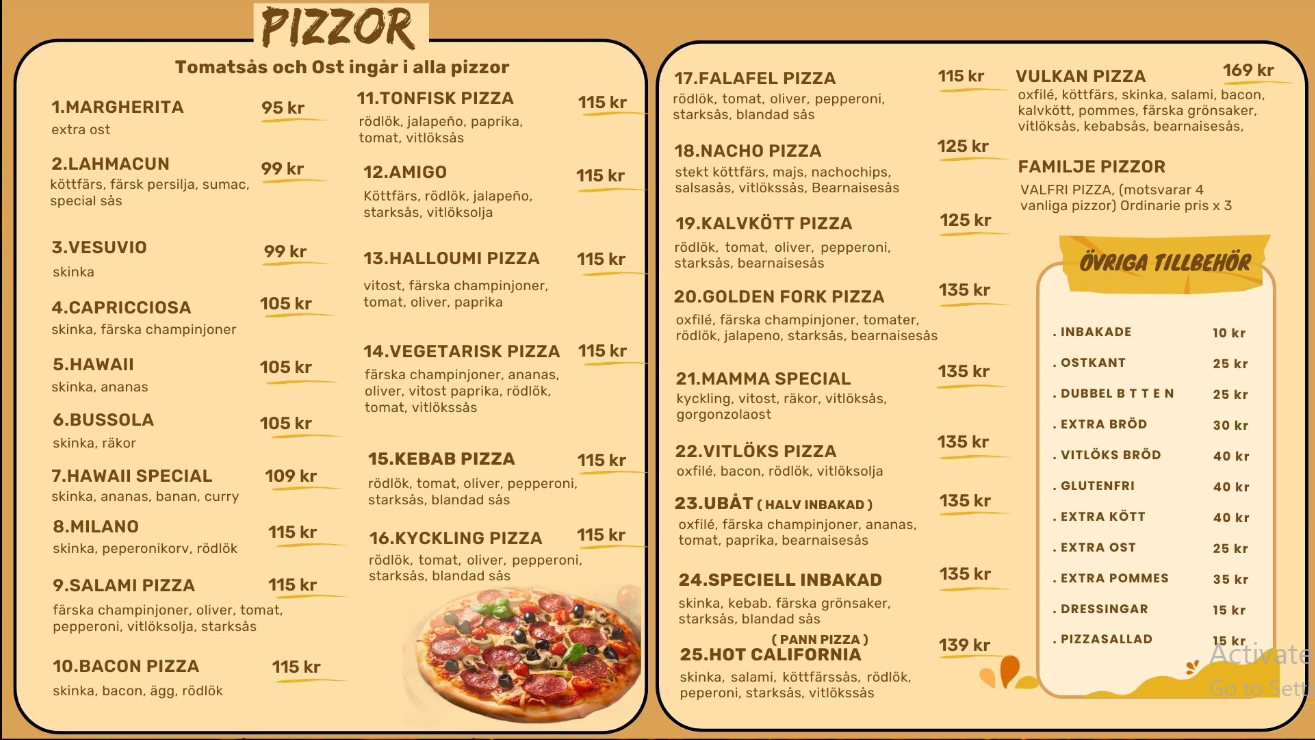 PIZZOR
Tomatsås och Ost ingår i alla pizzor
1.MARGHERITA 95 kr
extra ost
2.LAHMACUN 99 kr
köttfärs, färsk persilja, sumac,
special sås
3.VESUVIO 99 kr
skinka
4.CAPRICCIOSA 105 kr
skinka, färska champinjoner
5.HAWAII 105 kr
skinka, ananas
6.BUSSOLA 105 kr
skinka, räkor
7.HAWAII SPECIAL 109 kr
skinka, ananas, banan, curry
8.MILANO 115 kr
skinka, peperonikorv, rödlök
9.SALAMI PIZZA 115 kr
färska champinjoner, oliver, tomat,
pepperoni, vitlöksolja, starksås
10.BACON PIZZA 115 kr
skinka, bacon, ägg, rödlök
11.TONFISK PIZZA 115 kr
rödlök, jalapeño, paprika,
tomat, vitlöksås
12.AMIGO 115 kr
Köttfärs, rödlök, jalapeño,
starksås, vitlöksolja
13.HALLOUMI PIZZA 115 kr
vitost, färska champinjoner,
tomat, oliver, paprika
14.VEGETARISK PIZZA 115 kr
färska champinjoner, ananas,
oliver, vitost paprika, rödlök,
tomat, vitlökssås
15.KEBAB PIZZA 115 kr
rödlök, tomat, oliver, pepperoni,
starksås, blandad sås
16.KYCKLING PIZZA 115 kr
rödlök, tomat, oliver, pepperoni,
starksås, blandad sås
17.FALAFEL PIZZA 115 kr
rödlök, tomat, oliver, pepperoni,
starksås, blandad sås
18.NACHO PIZZA 125 kr
stekt köttfärs, majs, nachochips,
salsasås, vitlökssås, Bearnaisesås
19.KALVKÖTT PIZZA 125 kr
rödlök, tomat, oliver, pepperoni,
starksås, bearnaisesås
20.GOLDEN FORK PIZZA 135 kr
oxfilé, färska champinjoner, tomater,
rödlök, jalapeno, starksås, bearnaisesås
21.MAMMA SPECIAL 135 kr
kyckling, vitost, räkor, vitlöksås,
gorgonzolaost
22.VITLÖKS PIZZA 135 kr
oxfilé, bacon, rödlök, vitlöksolja
23.UBÅT ( HALV INBAKAD ) 135 kr
oxfilé, färska champinjoner, ananas,
tomat, paprika, bearnaisesås
24.SPECIELL INBAKAD 135 kr
skinka, kebab. färska grönsaker,
starksås, blandad sås
( PANN PIZZA )
25.HOT CALIFORNIA 139 kr
skinka, salami, köttfärssås, rödlök,
peperoni, starksås, vitlökssås
VULKAN PIZZA 169 kr
oxfilé, köttfärs, skinka, salami, bacon,
kalvkött, pommes, färska grönsaker,
vitlöksås, kebabsås, bearnaisesås,
FAMILJE PIZZOR
VALFRI PIZZA, (motsvarar 4
vanliga pizzor) Ordinarie pris x 3
ÖVRIGA TILLBEHÖR
. INBAKADE 10 kr
. OSTKANT 25 kr
. DUBBEL B T T E N 25 kr
. EXTRA BRÖD 30 kr
. VITLÖKS BRÖD 40 kr
. GLUTENFRI 40 kr
. EXTRA KÖTT 40 kr
. EXTRA OST 25 kr
. EXTRA POMMES 35 kr
. DRESSINGAR 15 kr
. PIZZASALLAD 15 kr
Activate
Go to Sett